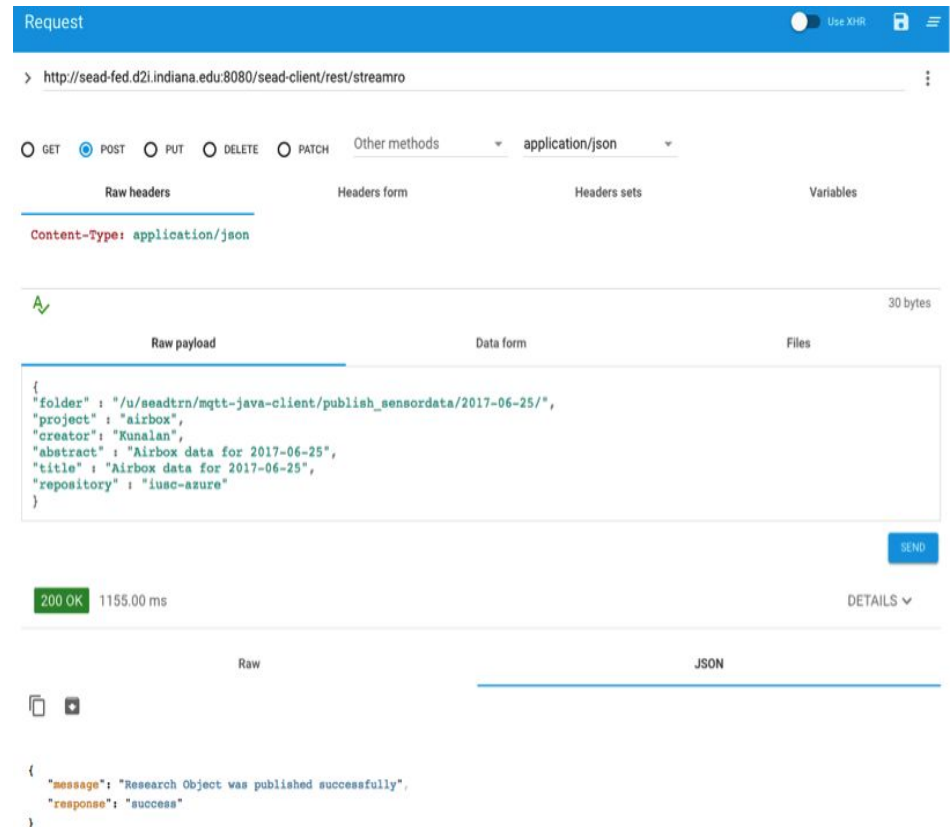 Request
Use XHR
http://sead-fed.d2i.indiana.edu:8080/sead-client/rest/streamro
GET POST PUT DELETE PATCH Other methods application/json
Raw headers Headers form Headers sets Variables
Content-Type: application/json
30 bytes
Raw payload Data form Files
{
"folder" : "/u/seadtrn/mqtt-java-client/publish_sensordata/2017-06-25/",
"project" : "airbox",
"creator": "Kunalan",
"abstract" : "Airbox data for 2017-06-25",
"title" : "Airbox data for 2017-06-25",
"repository" : "iusc-azure"
}
SEND
200 OK 1155.00 ms DETAILS
Raw JSON
{
"message": "Research Object was published successfully",
"response": "success"
}